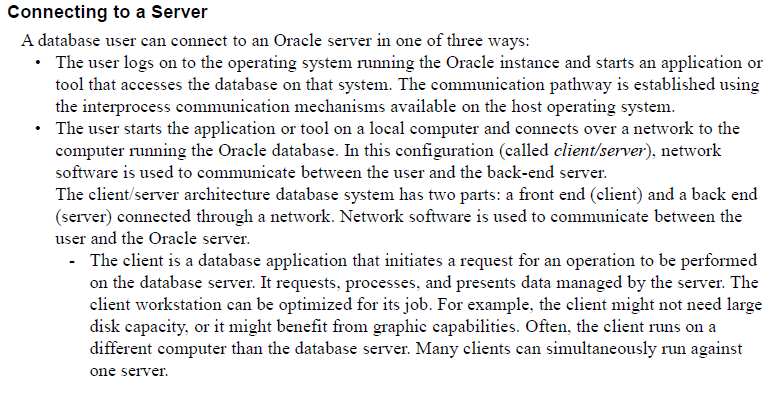 Connecting to a Server
A database user can connect to an Oracle server in one of three ways:
• The user logs on to the operating system running the Oracle instance and starts an application or
tool that accesses the database on that system. The communication pathway is established using
the interprocess communication mechanisms available on the host operating system.
• The user starts the application or tool on a local computer and connects over a network to the
computer running the Oracle database. In this configuration (called client/server), network
software is used to communicate between the user and the back-end server.
The client/server architecture database system has two parts: a front end (client) and a back end
(server) connected through a network. Network software is used to communicate between the
user and the Oracle server.
- The client is a database application that initiates a request for an operation to be performed
on the database server. It requests, processes, and presents data managed by the server. The
client workstation can be optimized for its job. For example, the client might not need large
disk capacity, or it might benefit from graphic capabilities. Often, the client runs on a
different computer than the database server. Many clients can simultaneously run against
one server.